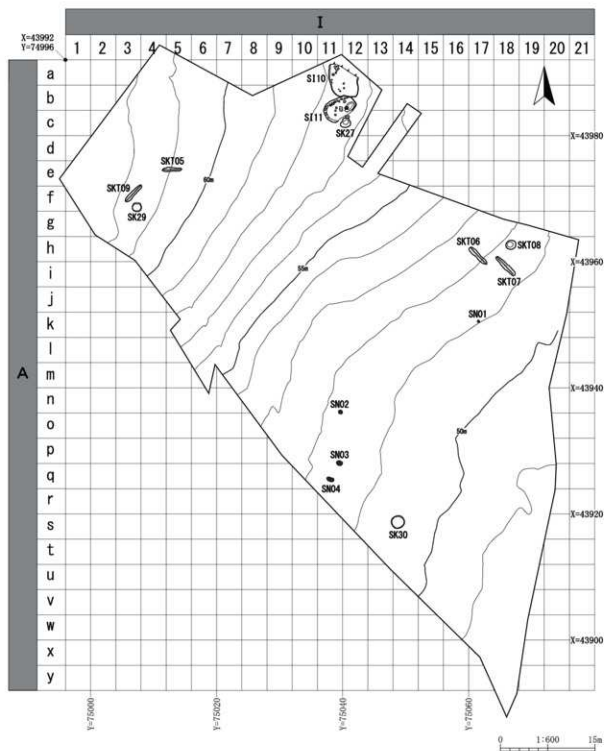 X=43992
Y=74996
I
1 2 3 4 5 6 7 8 9 10 11 12 13 14 15 16 17 18 19 20 21
A
a
b
c
d
e
f
g
h
i
j
k
l
m
n
o
p
q
r
s
t
u
v
w
x
y
SI10
SI11
SK27
SKT05
SKT09
SK29
60m
55m
50m
SKT06
SKT08
SKT07
SN01
SN02
SN03
SN04
SK30
X=43980
X=43960
X=43940
X=43920
X=43900
Y=75000
Y=75020
Y=75040
Y=75060
0 1:600 15m